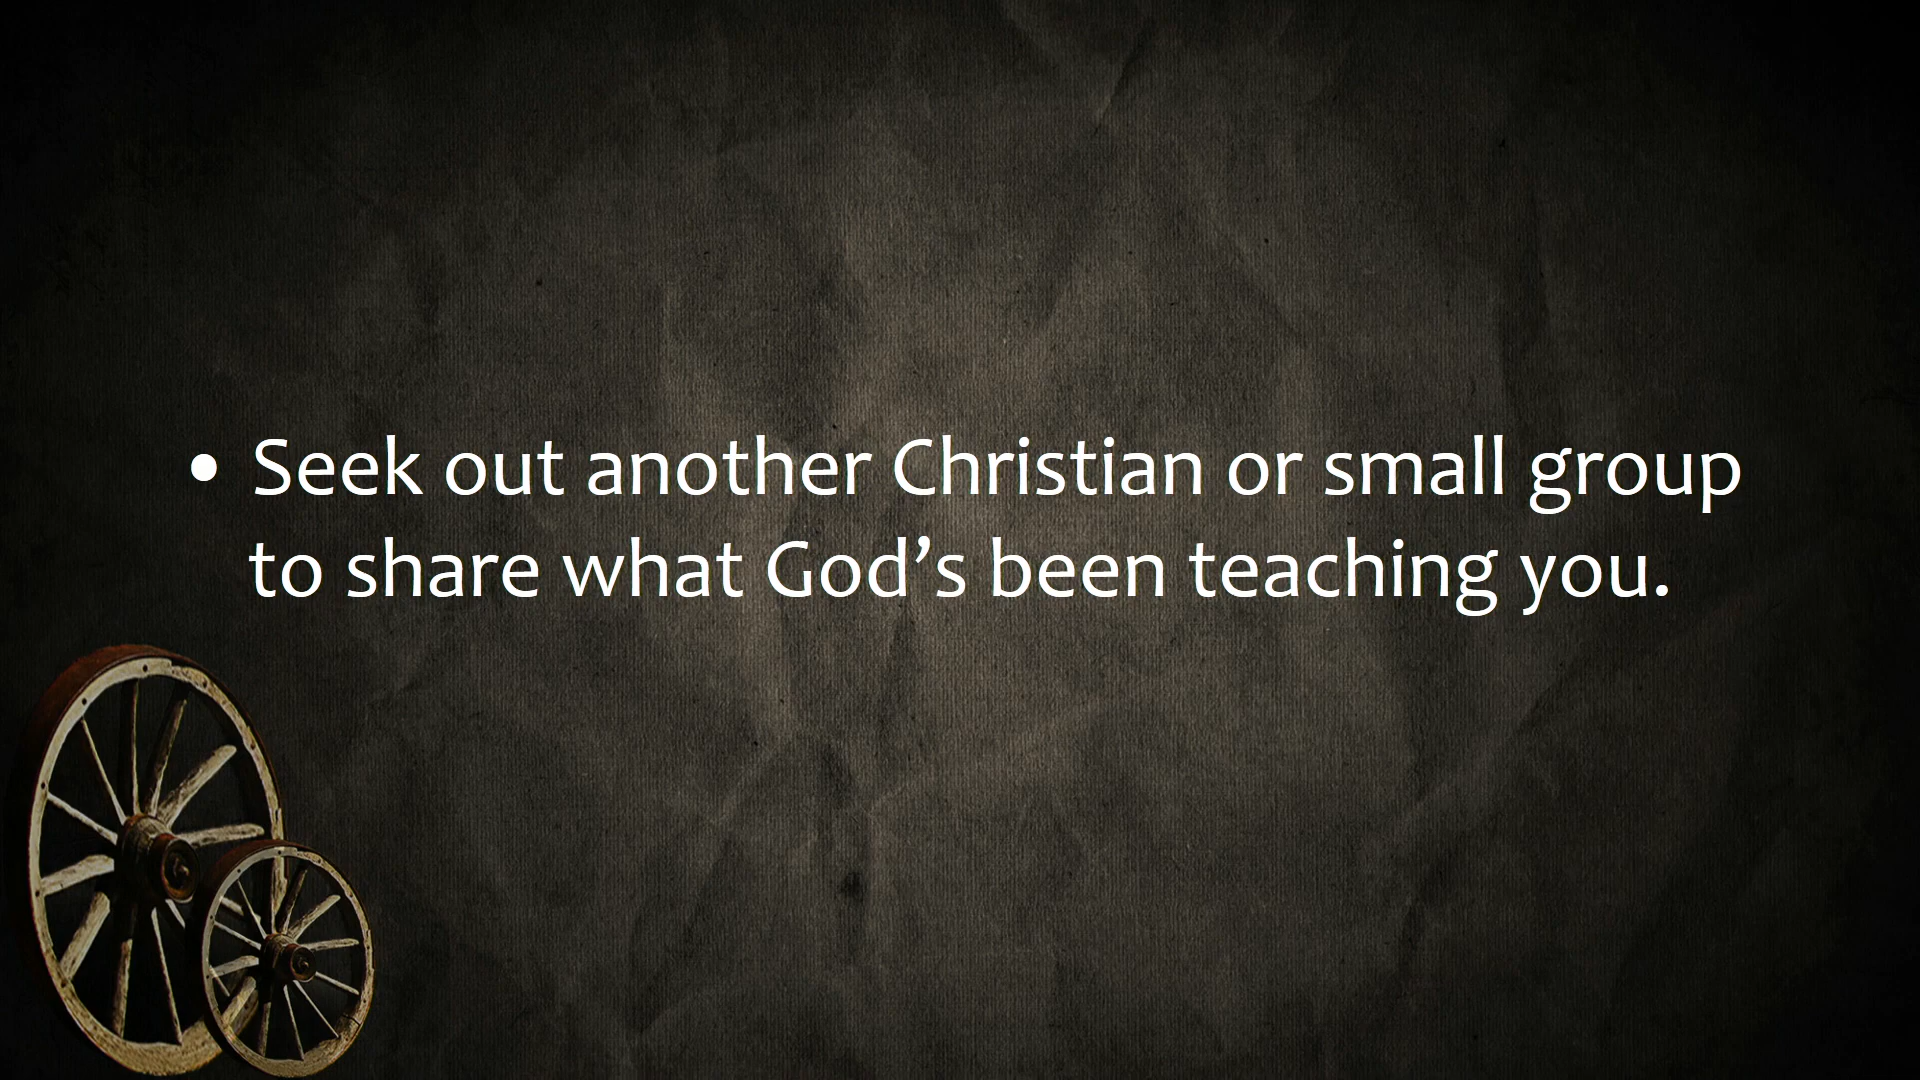 • Seek out another Christian or small group
to share what God’s been teaching you.